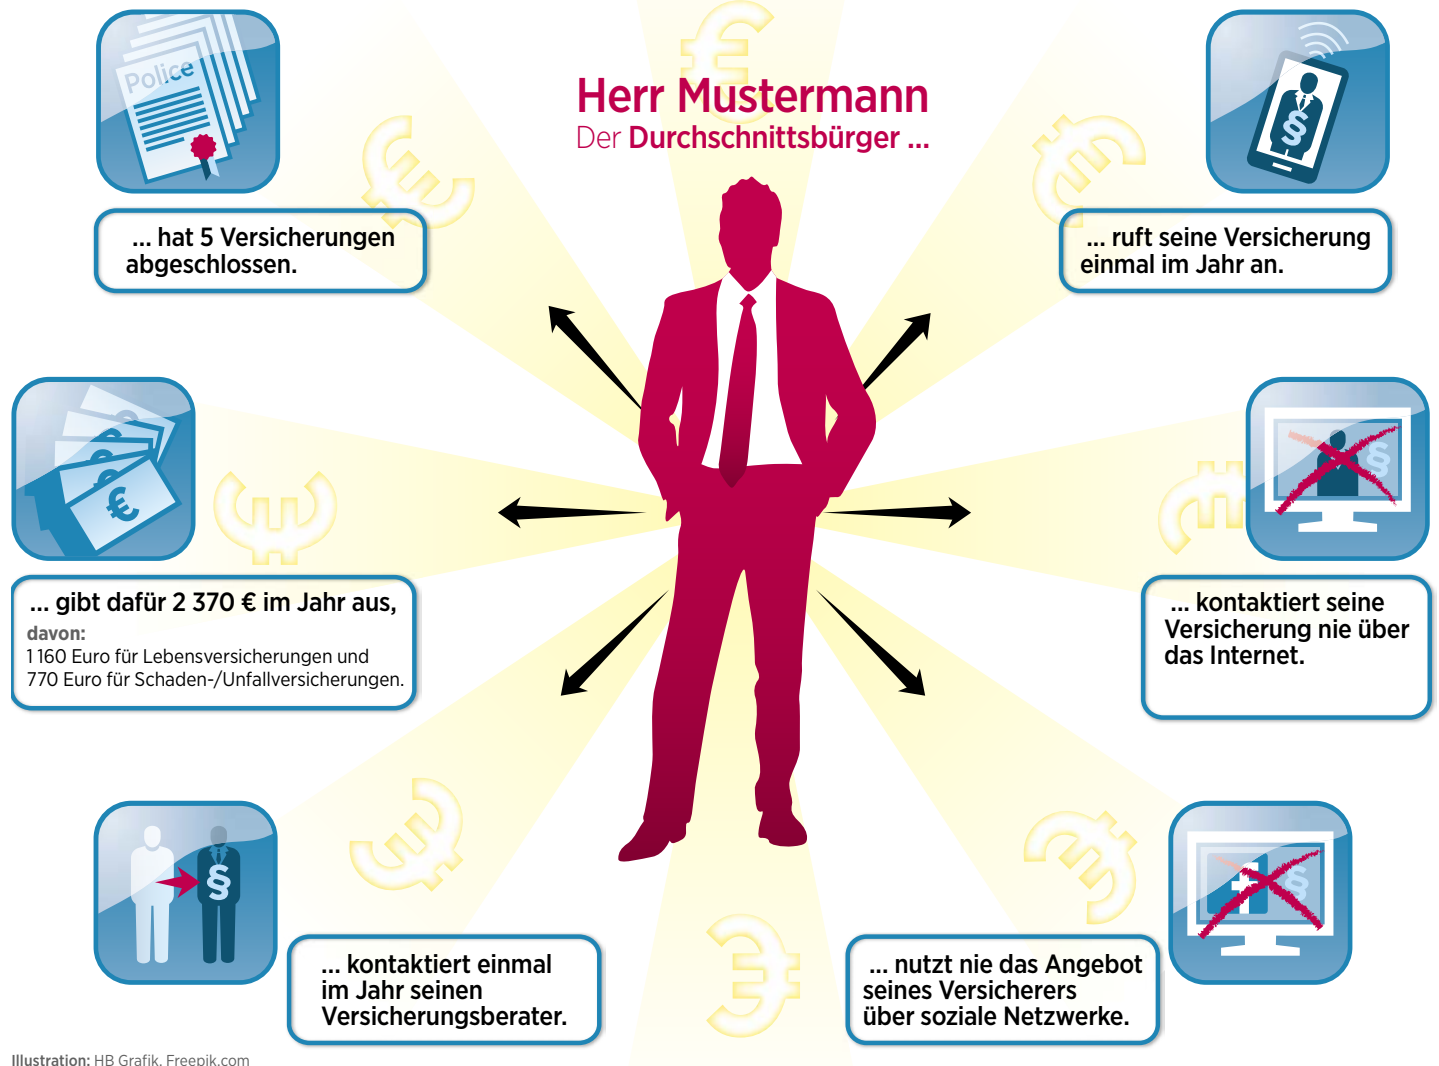 Herr Mustermann
Der Durchschnittsbürger ...
Police
... hat 5 Versicherungen
abgeschlossen.
... ruft seine Versicherung
einmal im Jahr an.
... gibt dafür 2 370 € im Jahr aus,
davon:
1 160 Euro für Lebensversicherungen und
770 Euro für Schaden-/Unfallversicherungen.
... kontaktiert seine
Versicherung nie über
das Internet.
... kontaktiert einmal
im Jahr seinen
Versicherungsberater.
... nutzt nie das Angebot
seines Versicherers
über soziale Netzwerke.
Illustration: HB Grafik, Freepik.com